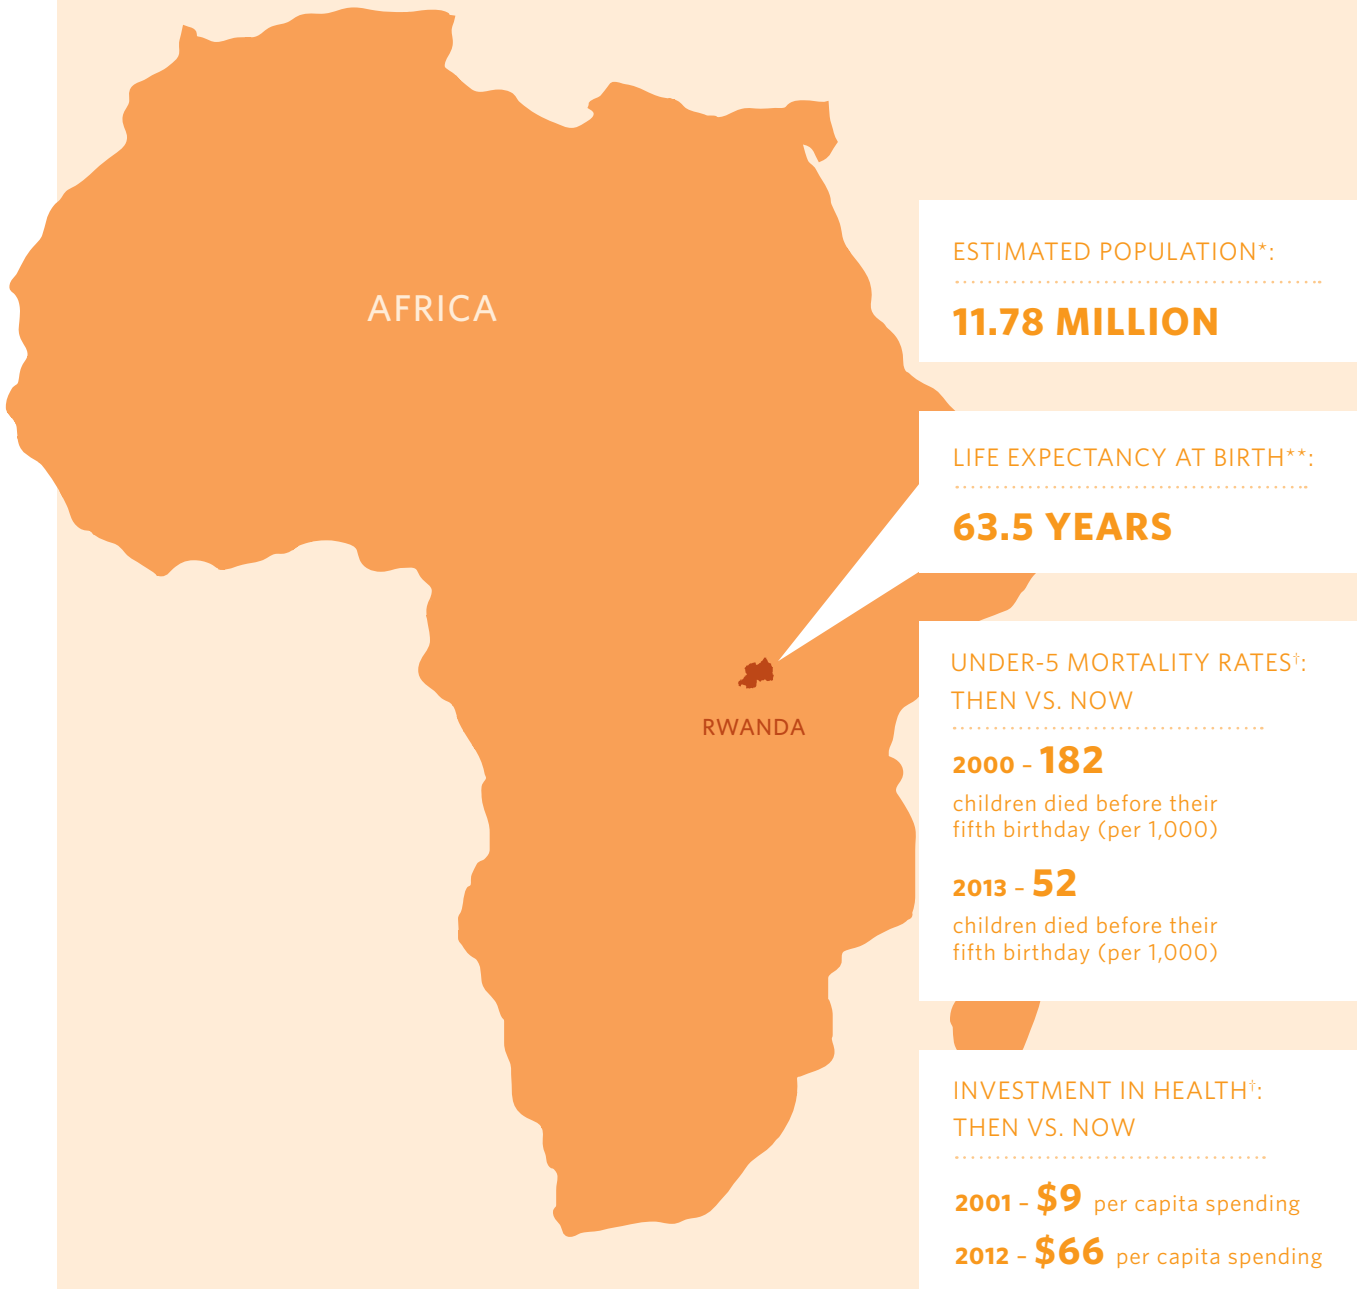 AFRICA
RWANDA
ESTIMATED POPULATION*:
11.78 MILLION
LIFE EXPECTANCY AT BIRTH**:
63.5 YEARS
UNDER-5 MORTALITY RATES†:
THEN VS. NOW
2000 – 182
children died before their
fifth birthday (per 1,000)
2013 – 52
children died before their
fifth birthday (per 1,000)
INVESTMENT IN HEALTH†:
THEN VS. NOW
2001 – $9 per capita spending
2012 – $66 per capita spending